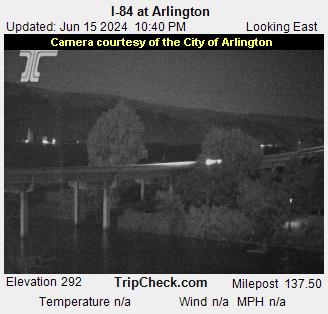 I-84 at Arlington
Updated: Jun 15 2024 10:40 PM Looking East
Camera courtesy of the City of Arlington
Elevation 292 TripCheck.com Milepost 137.50
Temperature n/a Wind n/a MPH n/a